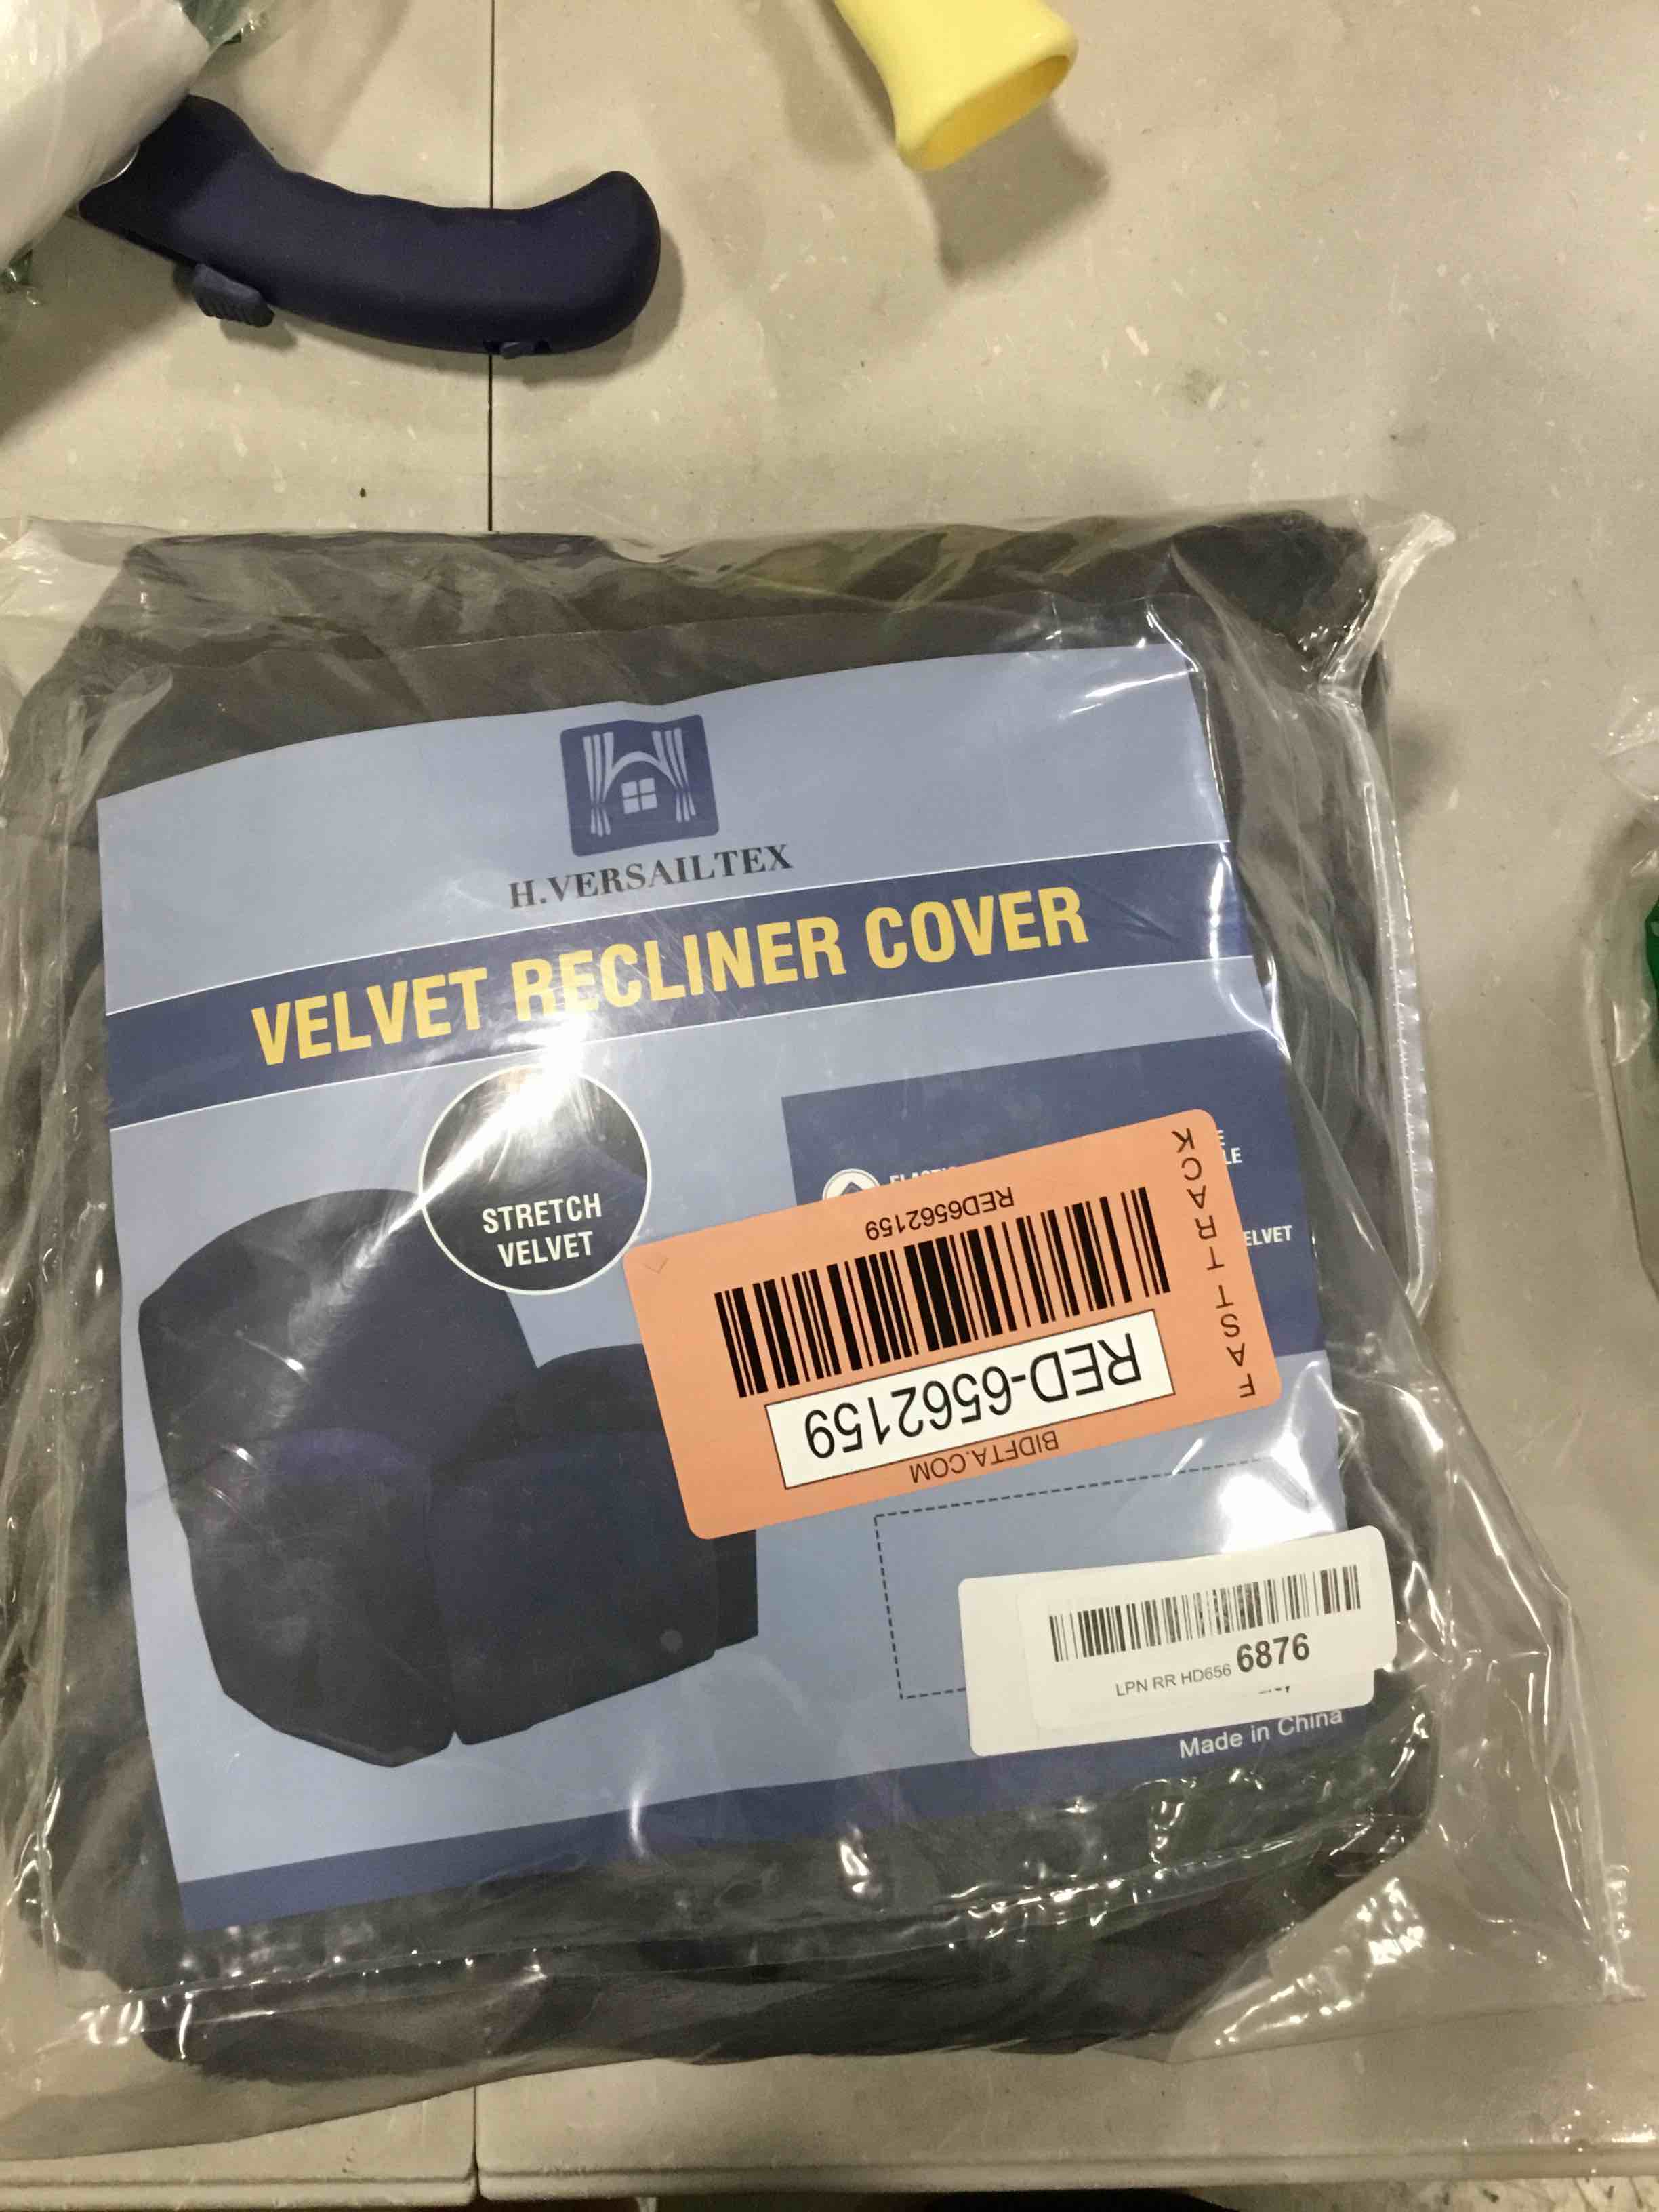 H.VERSAILTEX
VELVET RECLINER COVER
STRETCH
VELVET
ELVET
RED6562159
RED-6562159
BIDFTA.COM
FAST TRACK
LPN RR HD656 6876
Made in China